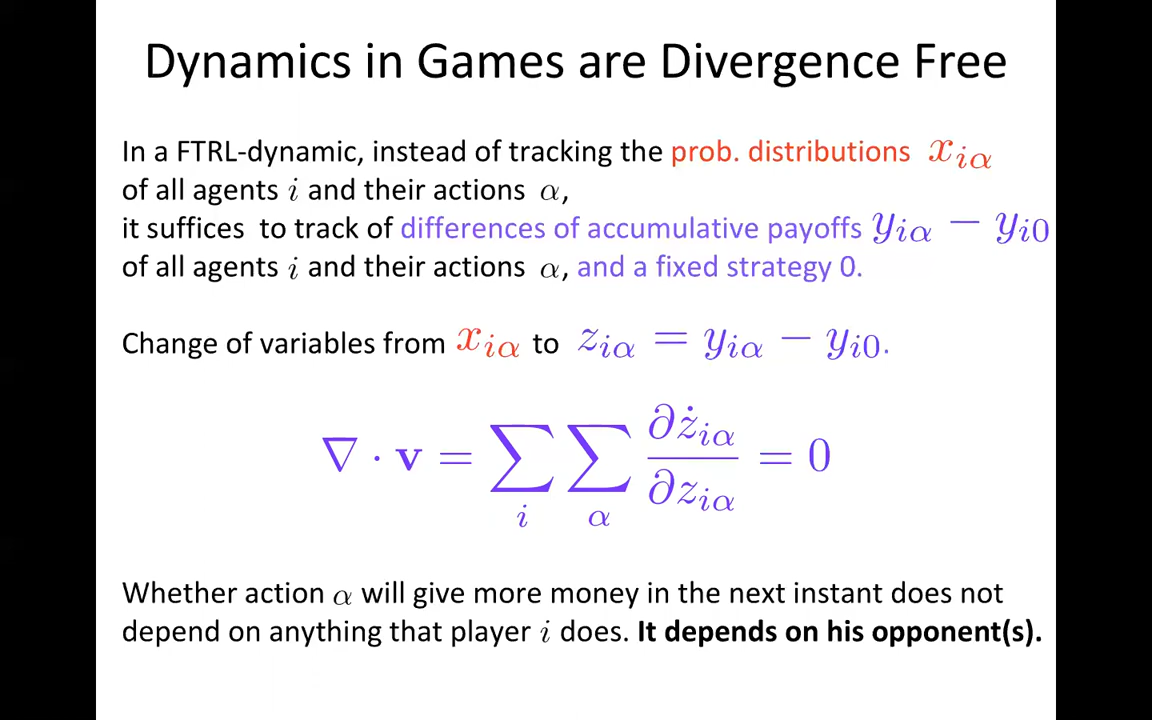 Dynamics in Games are Divergence Free
In a FTRL-dynamic, instead of tracking the prob. distributions x_{iα}
of all agents i and their actions α,
it suffices to track of differences of accumulative payoffs y_{iα} − y_{i0}
of all agents i and their actions α, and a fixed strategy 0.
Change of variables from x_{iα} to z_{iα} = y_{iα} − y_{i0}.
∇ · v = ∑_i ∑_α ∂ż_{iα}/∂z_{iα} = 0
Whether action α will give more money in the next instant does not
depend on anything that player i does. It depends on his opponent(s).